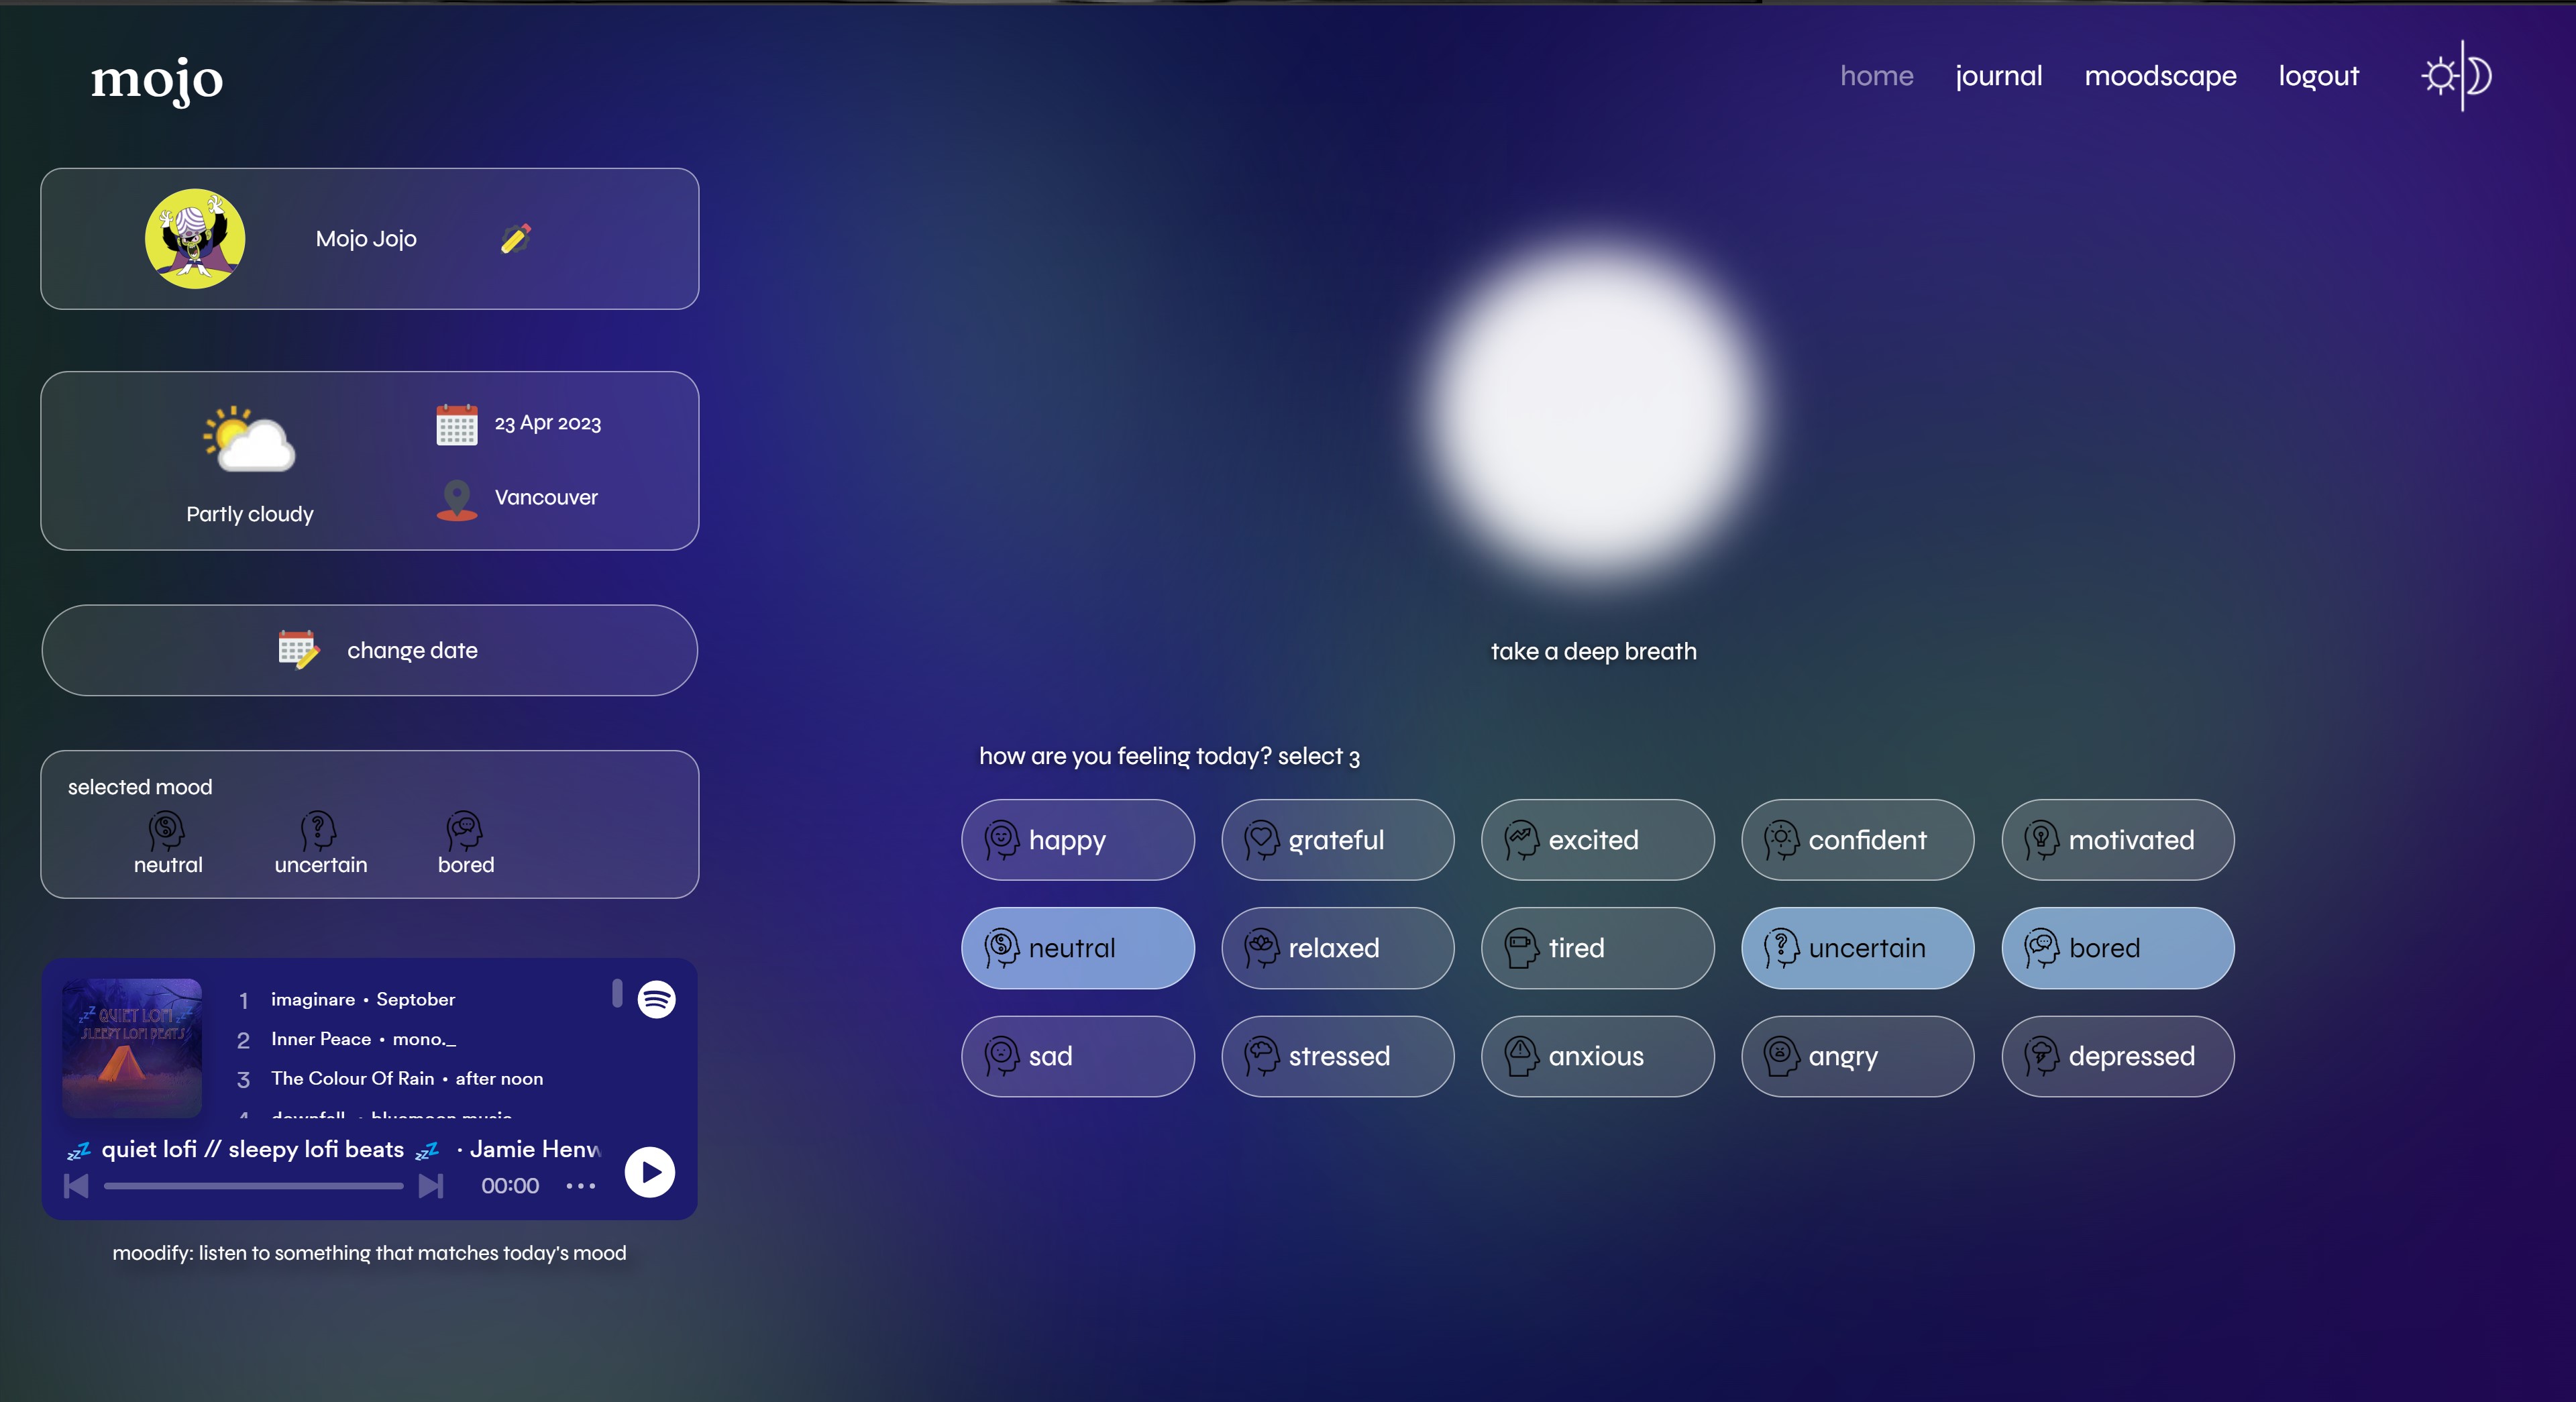 mojo
home journal moodscape logout
Mojo Jojo
23 Apr 2023
Vancouver
Partly cloudy
change date
take a deep breath
how are you feeling today? select 3
happy grateful excited confident motivated
neutral relaxed tired uncertain bored
sad stressed anxious angry depressed
selected mood
neutral uncertain bored
QUIET LOFI
SLEEPY LOFI BEATS
1 imaginare • September
2 Inner Peace • mono._
3 The Colour Of Rain • after noon
4 downfall • bluemoon music
💤 quiet lofi // sleepy lofi beats 💤 · Jamie Henw
00:00
moodify: listen to something that matches today's mood